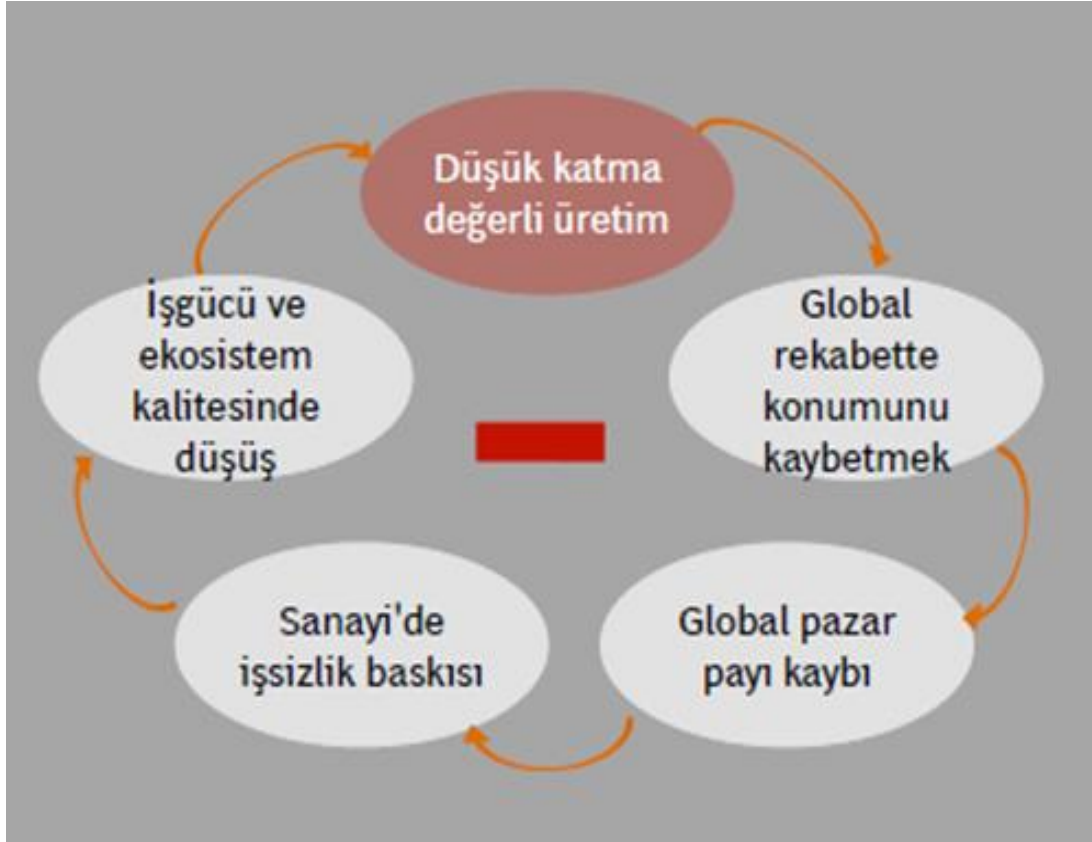 Düşük katma
değerli üretim
Global
rekabette
konumunu
kaybetmek
Global pazar
payı kaybı
Sanayi'de
işsizlik baskısı
İşgücü ve
ekosistem
kalitesinde
düşüş